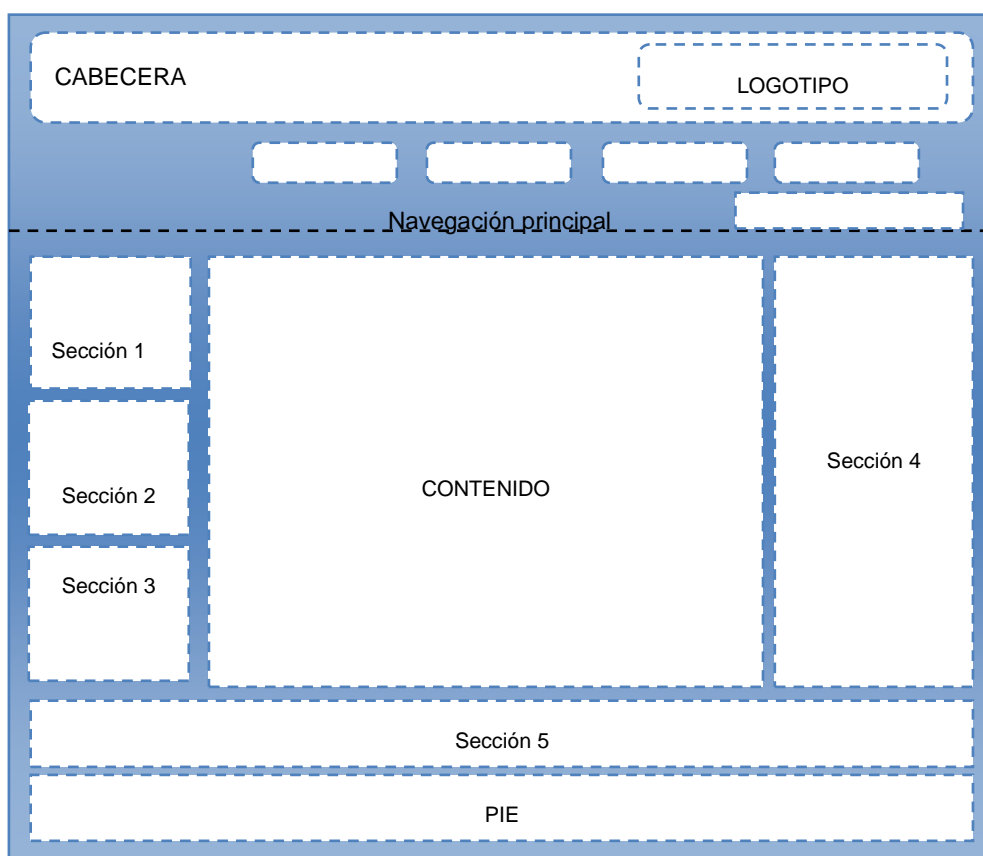 CABECERA
LOGOTIPO
Navegación principal
Sección 1
Sección 2
Sección 3
CONTENIDO
Sección 4
Sección 5
PIE